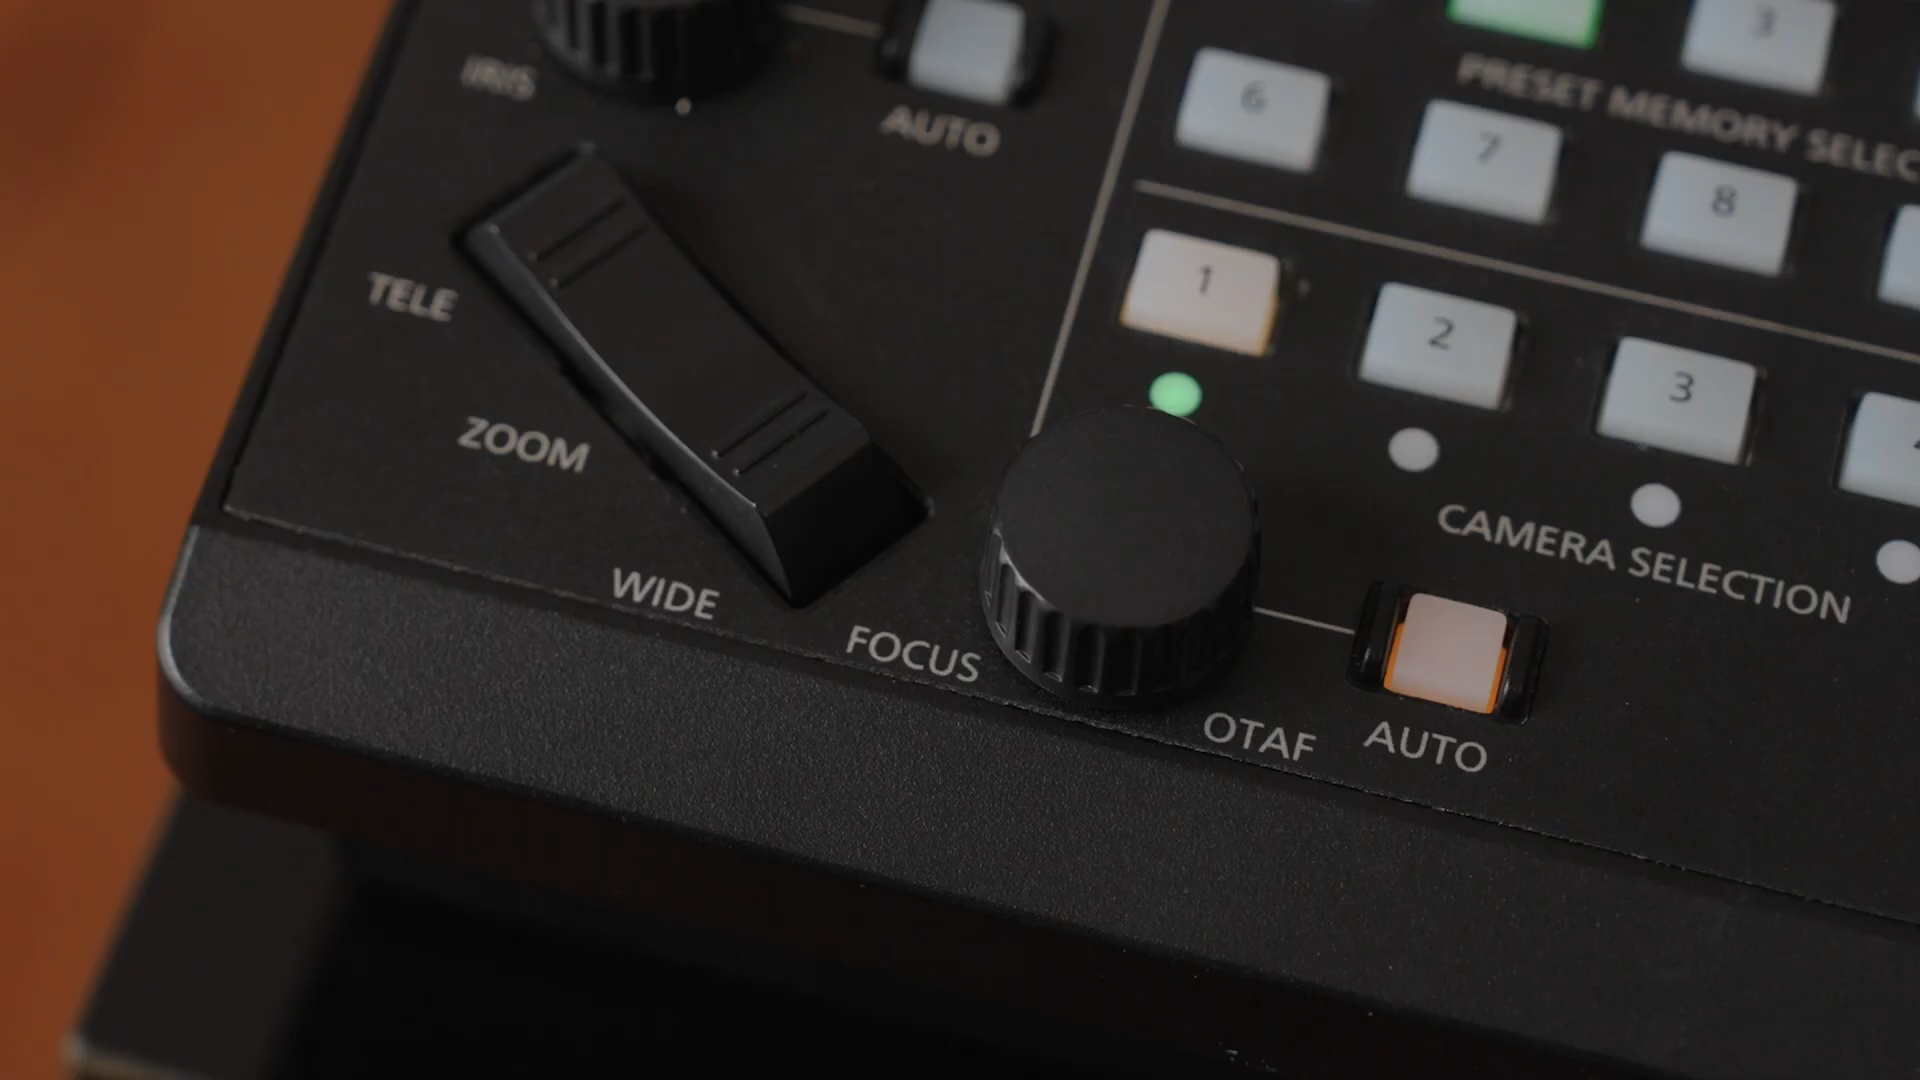 IRIS
AUTO
3
PRESET MEMORY SELEC
6
7
8
TELE
ZOOM
WIDE
1
2
3
CAMERA SELECTION
FOCUS
OTAF
AUTO